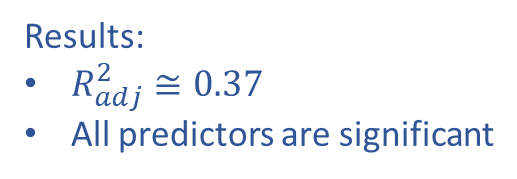 Results:
• R²adj ≅ 0.37
• All predictors are significant